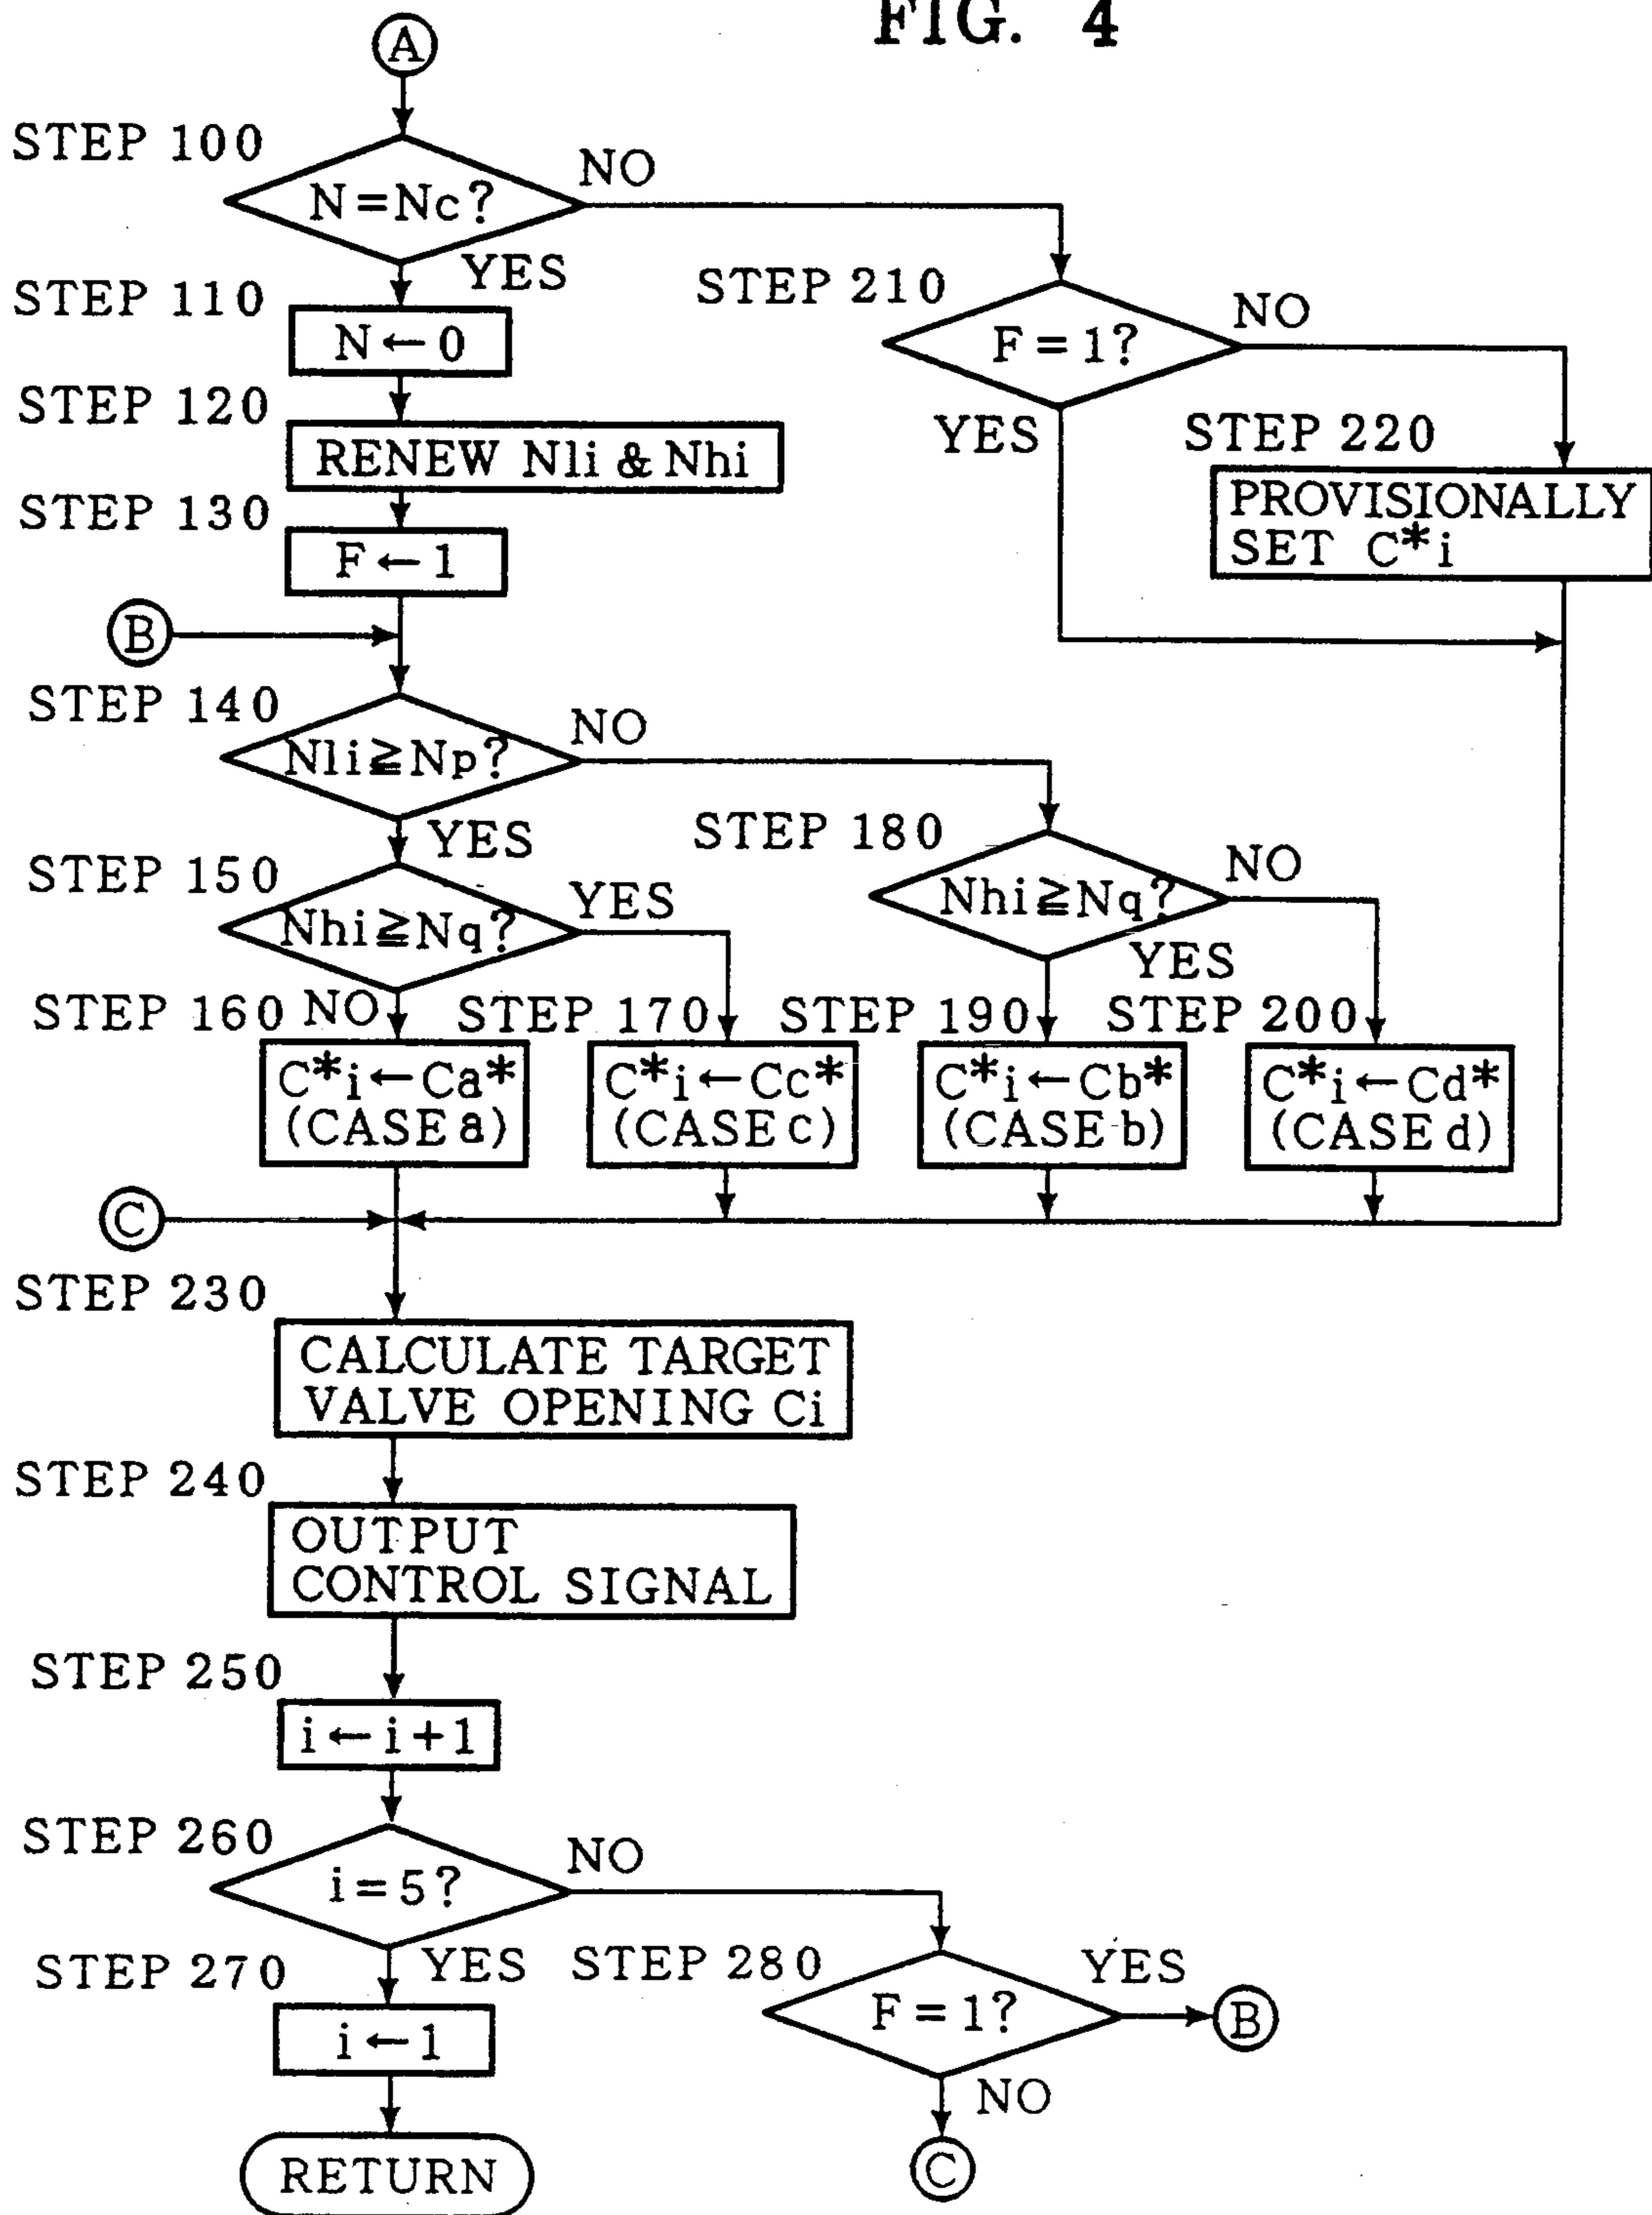 FIG. 4
A
STEP 100
N=Nc?
NO
YES
STEP 110
N←0
STEP 120
RENEW Nli & Nhi
STEP 130
F←1
STEP 210
F=1?
NO
YES
STEP 220
PROVISIONALLY
SET C*i
B
STEP 140
Nli≧Np?
NO
YES
STEP 150
Nhi≧Nq?
YES
NO
STEP 180
Nhi≧Nq?
NO
YES
STEP 160
C*i←Ca*
(CASE a)
STEP 170
C*i←Cc*
(CASE c)
STEP 190
C*i←Cb*
(CASE b)
STEP 200
C*i←Cd*
(CASE d)
C
STEP 230
CALCULATE TARGET
VALVE OPENING Ci
STEP 240
OUTPUT
CONTROL SIGNAL
STEP 250
i←i+1
STEP 260
i=5?
NO
YES
STEP 270
i←1
RETURN
STEP 280
F=1?
YES
B
NO
C